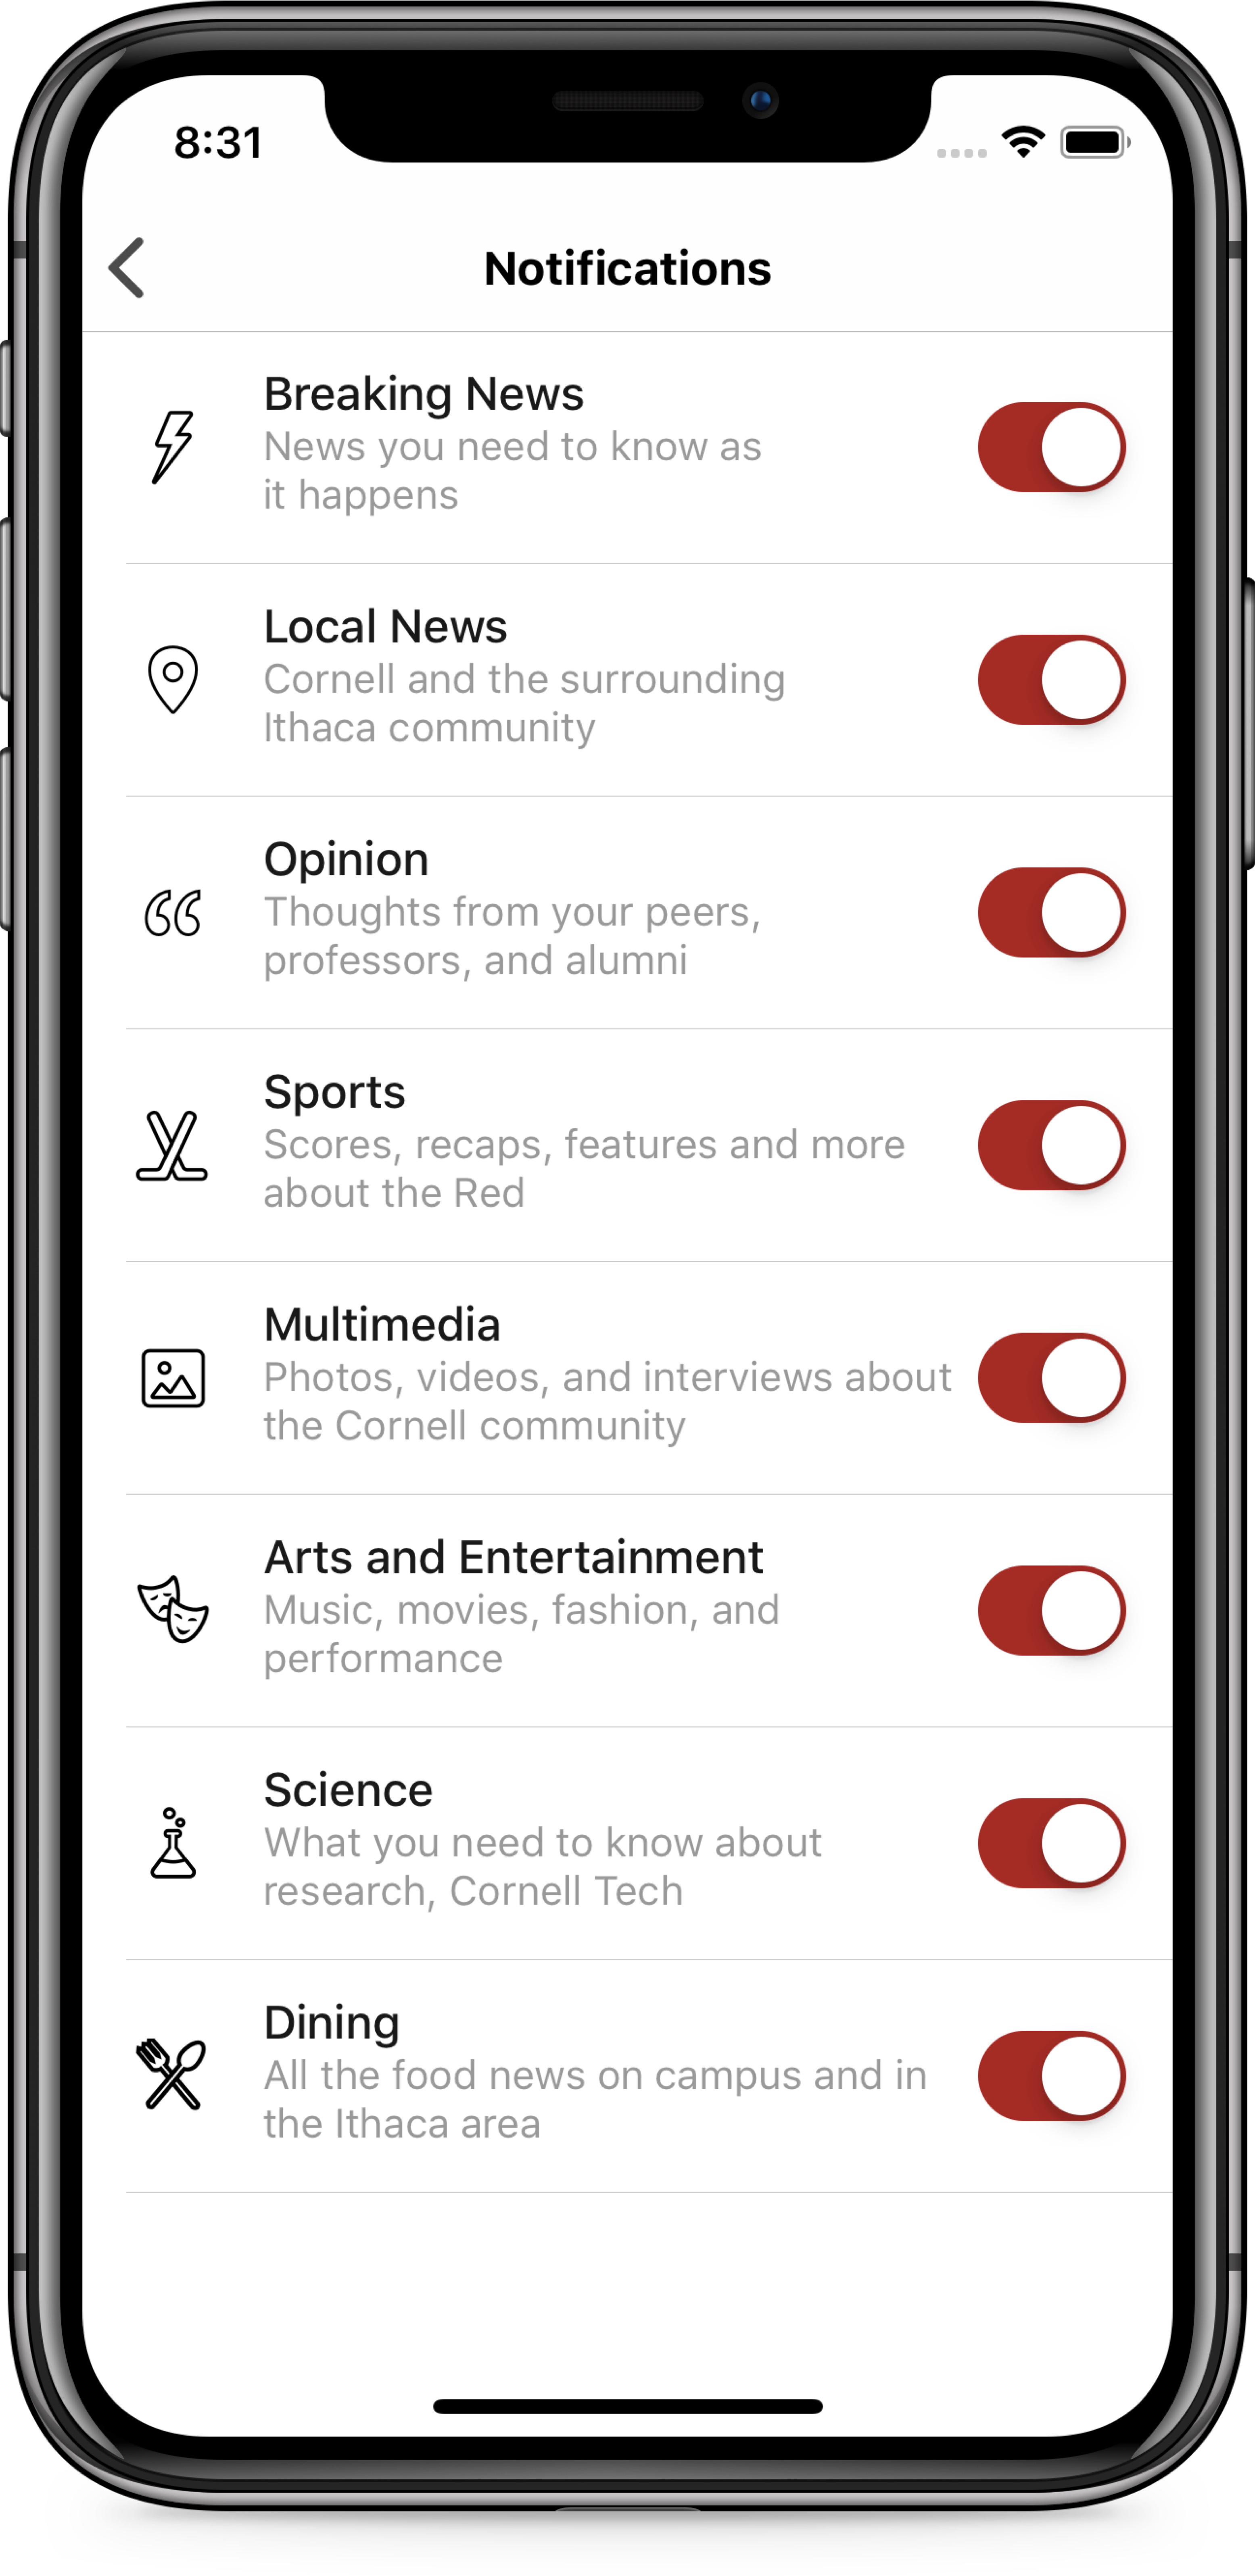 8:31
Notifications
Breaking News
News you need to know as
it happens
Local News
Cornell and the surrounding
Ithaca community
Opinion
Thoughts from your peers,
professors, and alumni
Sports
Scores, recaps, features and more
about the Red
Multimedia
Photos, videos, and interviews about
the Cornell community
Arts and Entertainment
Music, movies, fashion, and
performance
Science
What you need to know about
research, Cornell Tech
Dining
All the food news on campus and in
the Ithaca area